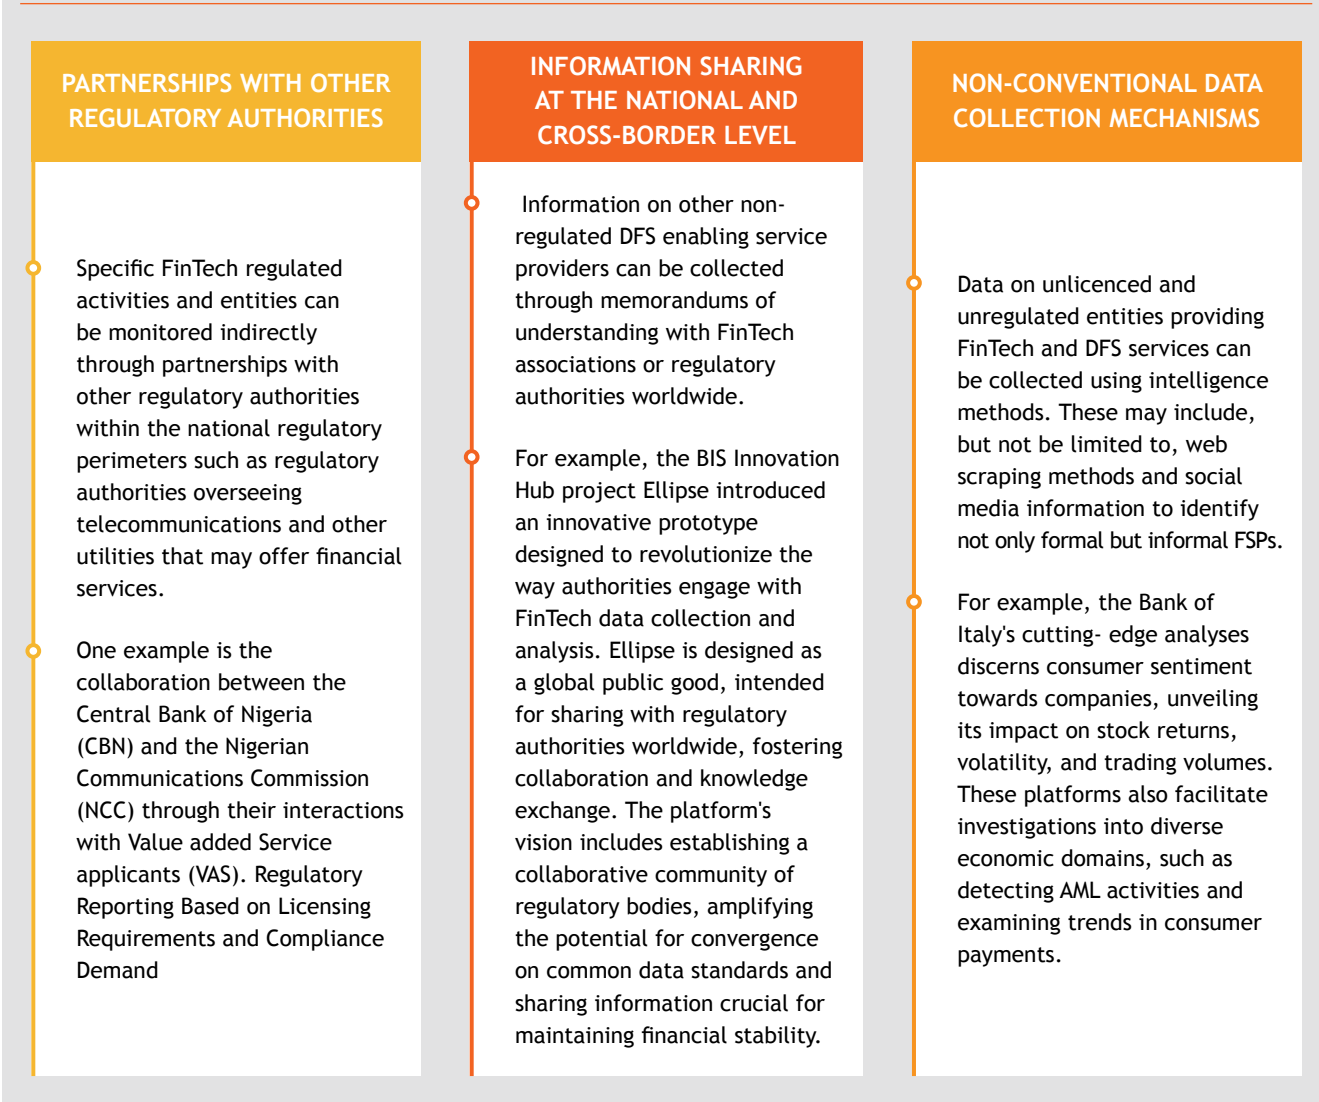 PARTNERSHIPS WITH OTHER
REGULATORY AUTHORITIES
Specific FinTech regulated
activities and entities can
be monitored indirectly
through partnerships with
other regulatory authorities
within the national regulatory
perimeters such as regulatory
authorities overseeing
telecommunications and other
utilities that may offer financial
services.
One example is the
collaboration between the
Central Bank of Nigeria
(CBN) and the Nigerian
Communications Commission
(NCC) through their interactions
with Value added Service
applicants (VAS). Regulatory
Reporting Based on Licensing
Requirements and Compliance
Demand
INFORMATION SHARING
AT THE NATIONAL AND
CROSS-BORDER LEVEL
Information on other non-
regulated DFS enabling service
providers can be collected
through memorandums of
understanding with FinTech
associations or regulatory
authorities worldwide.
For example, the BIS Innovation
Hub project Ellipse introduced
an innovative prototype
designed to revolutionize the
way authorities engage with
FinTech data collection and
analysis. Ellipse is designed as
a global public good, intended
for sharing with regulatory
authorities worldwide, fostering
collaboration and knowledge
exchange. The platform's
vision includes establishing a
collaborative community of
regulatory bodies, amplifying
the potential for convergence
on common data standards and
sharing information crucial for
maintaining financial stability.
NON-CONVENTIONAL DATA
COLLECTION MECHANISMS
Data on unlicenced and
unregulated entities providing
FinTech and DFS services can
be collected using intelligence
methods. These may include,
but not be limited to, web
scraping methods and social
media information to identify
not only formal but informal FSPs.
For example, the Bank of
Italy's cutting- edge analyses
discerns consumer sentiment
towards companies, unveiling
its impact on stock returns,
volatility, and trading volumes.
These platforms also facilitate
investigations into diverse
economic domains, such as
detecting AML activities and
examining trends in consumer
payments.